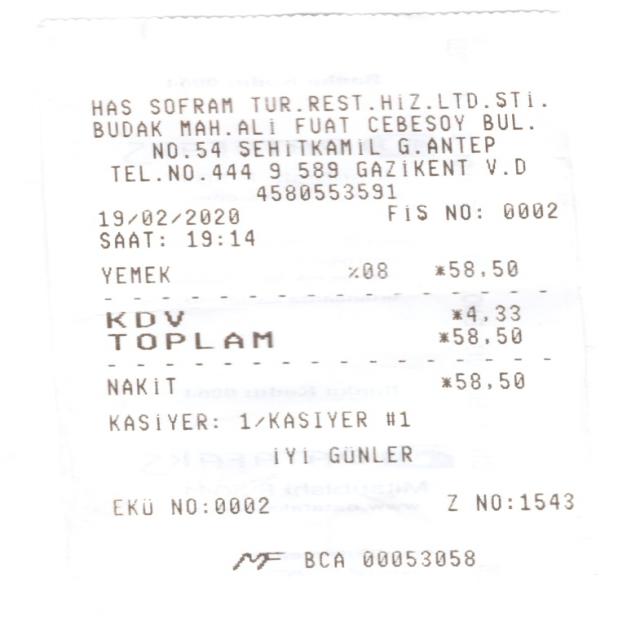 HAS SOFRAM TUR.REST.HİZ.LTD.STİ.
BUDAK MAH.ALİ FUAT CEBESOY BUL.
NO.54 SEHİTKAMİL G.ANTEP
TEL.NO.444 9 589 GAZİKENT V.D
4580553591
19/02/2020 FİS NO: 0002
SAAT: 19:14
YEMEK %08 *58,50
KDV *4,33
TOPLAM *58,50
NAKİT *58,50
KASİYER: 1/KASIYER #1
İYİ GÜNLER
EKÜ NO:0002 Z NO:1543
MF BCA 00053058